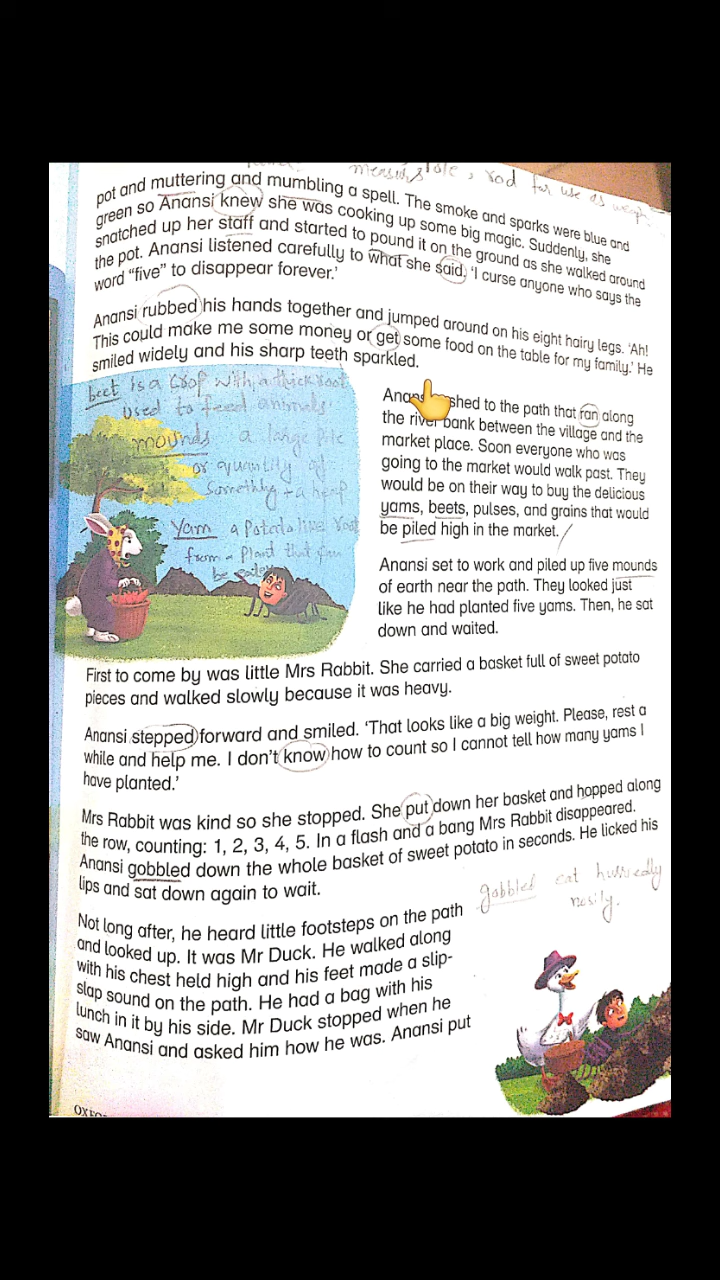 measuring stole, rod for use as weap
pot and muttering and mumbling a spell. The smoke and sparks were blue and
green so Anansi knew she was cooking up some big magic. Suddenly, she
snatched up her staff and started to pound it on the ground as she walked around
the pot. Anansi listened carefully to what she said, 'I curse anyone who says the
word “five” to disappear forever.'
Anansi rubbed his hands together and jumped around on his eight hairy legs. 'Ah!
This could make me some money or get some food on the table for my family.' He
smiled widely and his sharp teeth sparkled.
beet is a crop with a thick root
used to feed animals
mounds a large pile
or quantity of
something - a heap
Yam a Potato like root
from a Plant that can
be eaten
Anans shed to the path that ran along
the river bank between the village and the
market place. Soon everyone who was
going to the market would walk past. They
would be on their way to buy the delicious
yams, beets, pulses, and grains that would
be piled high in the market.
Anansi set to work and piled up five mounds
of earth near the path. They looked just
like he had planted five yams. Then, he sat
down and waited.
First to come by was little Mrs Rabbit. She carried a basket full of sweet potato
pieces and walked slowly because it was heavy.
Anansi stepped forward and smiled. 'That looks like a big weight. Please, rest a
while and help me. I don't know how to count so I cannot tell how many yams I
have planted.'
Mrs Rabbit was kind so she stopped. She put down her basket and hopped along
the row, counting: 1, 2, 3, 4, 5. In a flash and a bang Mrs Rabbit disappeared.
Anansi gobbled down the whole basket of sweet potato in seconds. He licked his
lips and sat down again to wait.
gobbled eat hurriedly
nosily.
Not long after, he heard little footsteps on the path
and looked up. It was Mr Duck. He walked along
with his chest held high and his feet made a slip-
slap sound on the path. He had a bag with his
lunch in it by his side. Mr Duck stopped when he
saw Anansi and asked him how he was. Anansi put